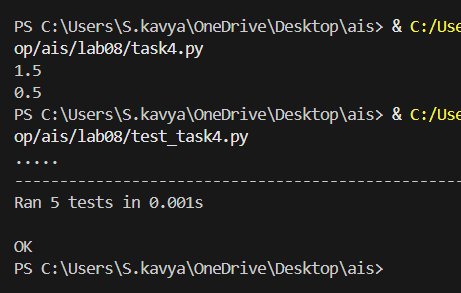 PS C:\Users\S.kavya\OneDrive\Desktop\ais> & C:/Use
op/ais/lab08/task4.py
1.5
0.5
PS C:\Users\S.kavya\OneDrive\Desktop\ais> & C:/Use
op/ais/lab08/test_task4.py
.....
----------------------------------------------------
Ran 5 tests in 0.001s
OK
PS C:\Users\S.kavya\OneDrive\Desktop\ais>